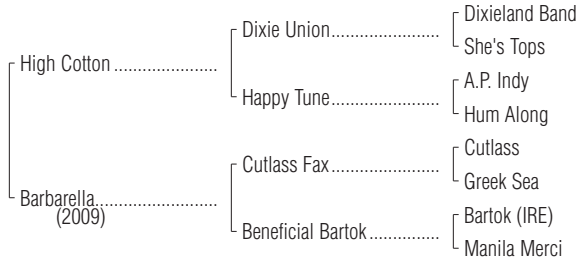 Dixieland Band
Dixie Union
She's Tops
High Cotton
A.P. Indy
Happy Tune
Hum Along
Cutlass
Cutlass Fax
Greek Sea
Barbarella
(2009)
Bartok (IRE)
Beneficial Bartok
Manila Merci